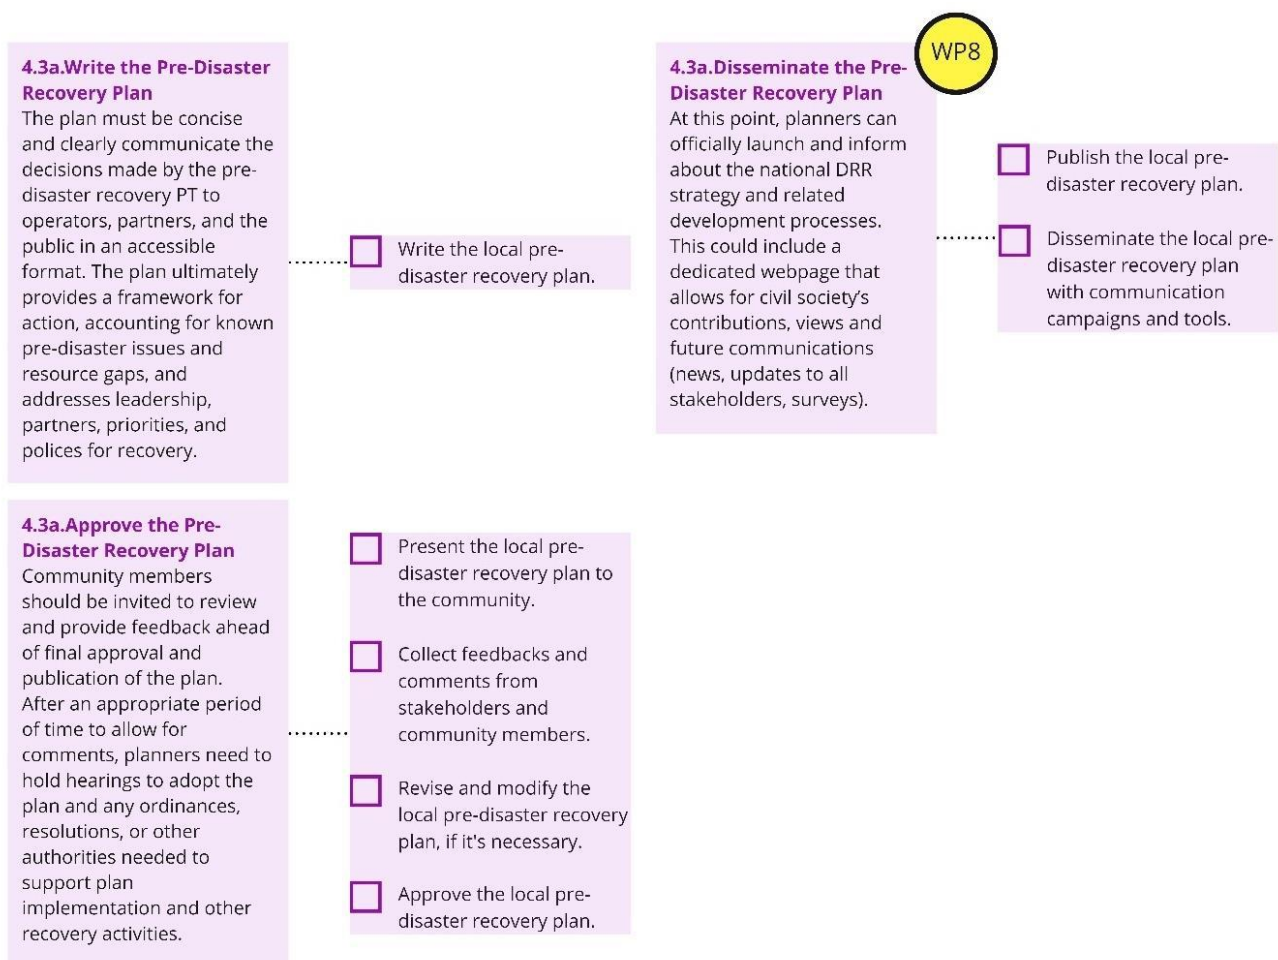 4.3a.Write the Pre-Disaster
Recovery Plan
The plan must be concise
and clearly communicate the
decisions made by the pre-
disaster recovery PT to
operators, partners, and the
public in an accessible
format. The plan ultimately
provides a framework for
action, accounting for known
pre-disaster issues and
resource gaps, and
addresses leadership,
partners, priorities, and
polices for recovery.
Write the local pre-
disaster recovery plan.
4.3a.Approve the Pre-
Disaster Recovery Plan
Community members
should be invited to review
and provide feedback ahead
of final approval and
publication of the plan.
After an appropriate period
of time to allow for
comments, planners need to
hold hearings to adopt the
plan and any ordinances,
resolutions, or other
authorities needed to
support plan
implementation and other
recovery activities.
Present the local pre-
disaster recovery plan to
the community.
Collect feedbacks and
comments from
stakeholders and
community members.
Revise and modify the
local pre-disaster recovery
plan, if it's necessary.
Approve the local pre-
disaster recovery plan.
WP8
4.3a.Disseminate the Pre-
Disaster Recovery Plan
At this point, planners can
officially launch and inform
about the national DRR
strategy and related
development processes.
This could include a
dedicated webpage that
allows for civil society’s
contributions, views and
future communications
(news, updates to all
stakeholders, surveys).
Publish the local pre-
disaster recovery plan.
Disseminate the local pre-
disaster recovery plan
with communication
campaigns and tools.